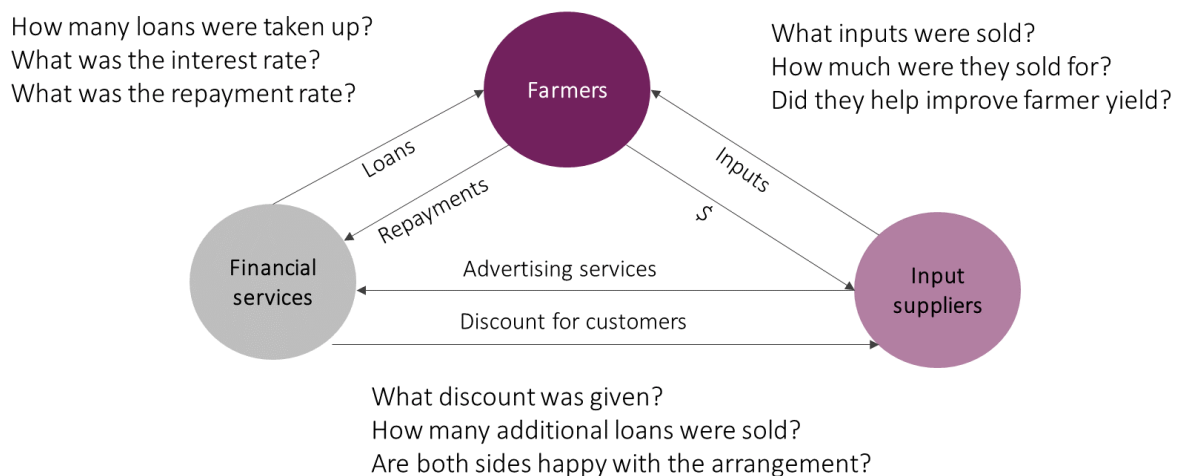 How many loans were taken up?
What was the interest rate?
What was the repayment rate?
What inputs were sold?
How much were they sold for?
Did they help improve farmer yield?
Farmers
Loans
Repayments
Inputs
$
Financial
services
Advertising services
Discount for customers
Input
suppliers
What discount was given?
How many additional loans were sold?
Are both sides happy with the arrangement?